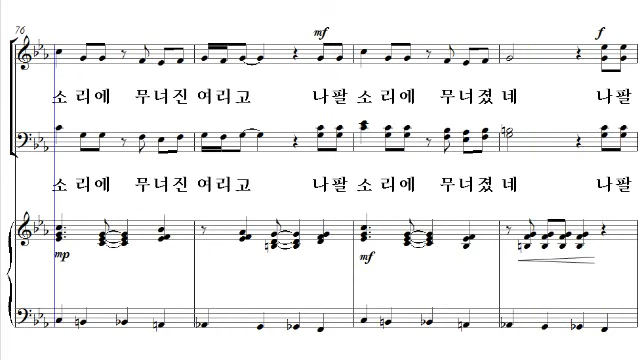 76
mf
f
소 리에 무너진 여리고 나팔 소 리에 무너졌 네 나팔
소 리에 무너진 여리고 나팔 소 리에 무너졌 네 나팔
mp
mf